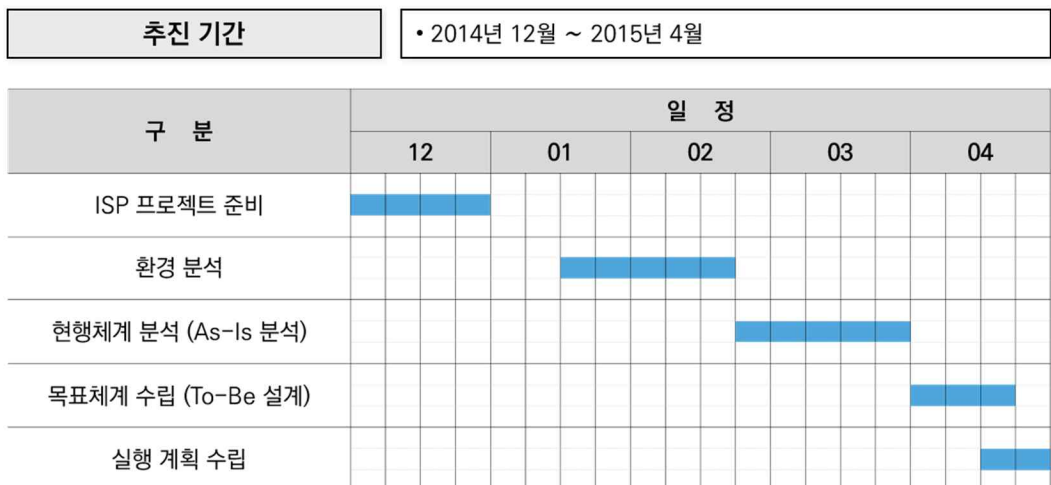 추진 기간
• 2014년 12월 ~ 2015년 4월
구 분
일 정
12 01 02 03 04
ISP 프로젝트 준비
환경 분석
현행체계 분석 (As-Is 분석)
목표체계 수립 (To-Be 설계)
실행 계획 수립